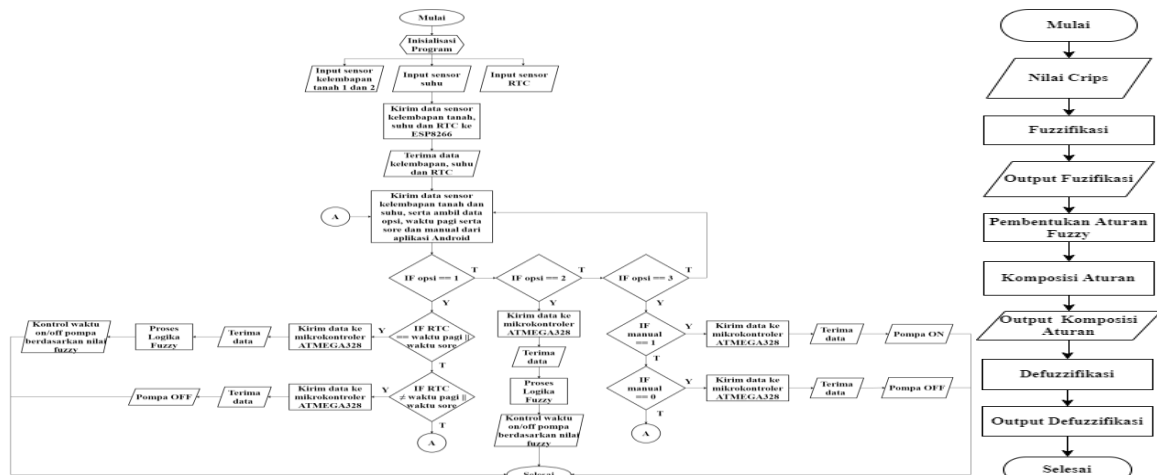 Mulai
Inisialisasi
Program
Input sensor
kelembapan
tanah 1 dan 2
Input sensor
suhu
Input sensor
RTC
Kirim data sensor
kelembapan tanah,
suhu dan RTC ke
ESP8266
Terima data
kelembapan, suhu
dan RTC
Kirim data sensor
kelembapan tanah dan
suhu, serta ambil data
opsi, waktu pagi serta
sore dan manual dari
aplikasi Android
A
IF opsi == 1
T
IF opsi == 2
T
IF opsi == 3
T
Y
Y
Y
Kontrol waktu
on/off pompa
berdasarkan nilai
fuzzy
Proses
Logika
Fuzzy
Terima
data
Kirim data ke
mikrokontroler
ATMEGA328
Y
IF RTC
== waktu pagi ||
waktu sore
T
Pompa OFF
Terima
data
Kirim data ke
mikrokontroler
ATMEGA328
Y
IF RTC
≠ waktu pagi ||
waktu sore
T
A
Kirim data ke
mikrokontroler
ATMEGA328
Terima
data
Proses
Logika
Fuzzy
Kontrol waktu
on/off pompa
berdasarkan nilai
fuzzy
Selesai
IF
manual
== 1
Y
Kirim data ke
mikrokontroler
ATMEGA328
Terima
data
Pompa ON
T
IF
manual
==0
Y
Kirim data ke
mikrokontroler
ATMEGA328
Terima
data
Pompa OFF
T
A
Mulai
Nilai Crips
Fuzzifikasi
Output Fuzifikasi
Pembentukan Aturan
Fuzzy
Komposisi Aturan
Output Komposisi
Aturan
Defuzzifikasi
Output Defuzzifikasi
Selesai